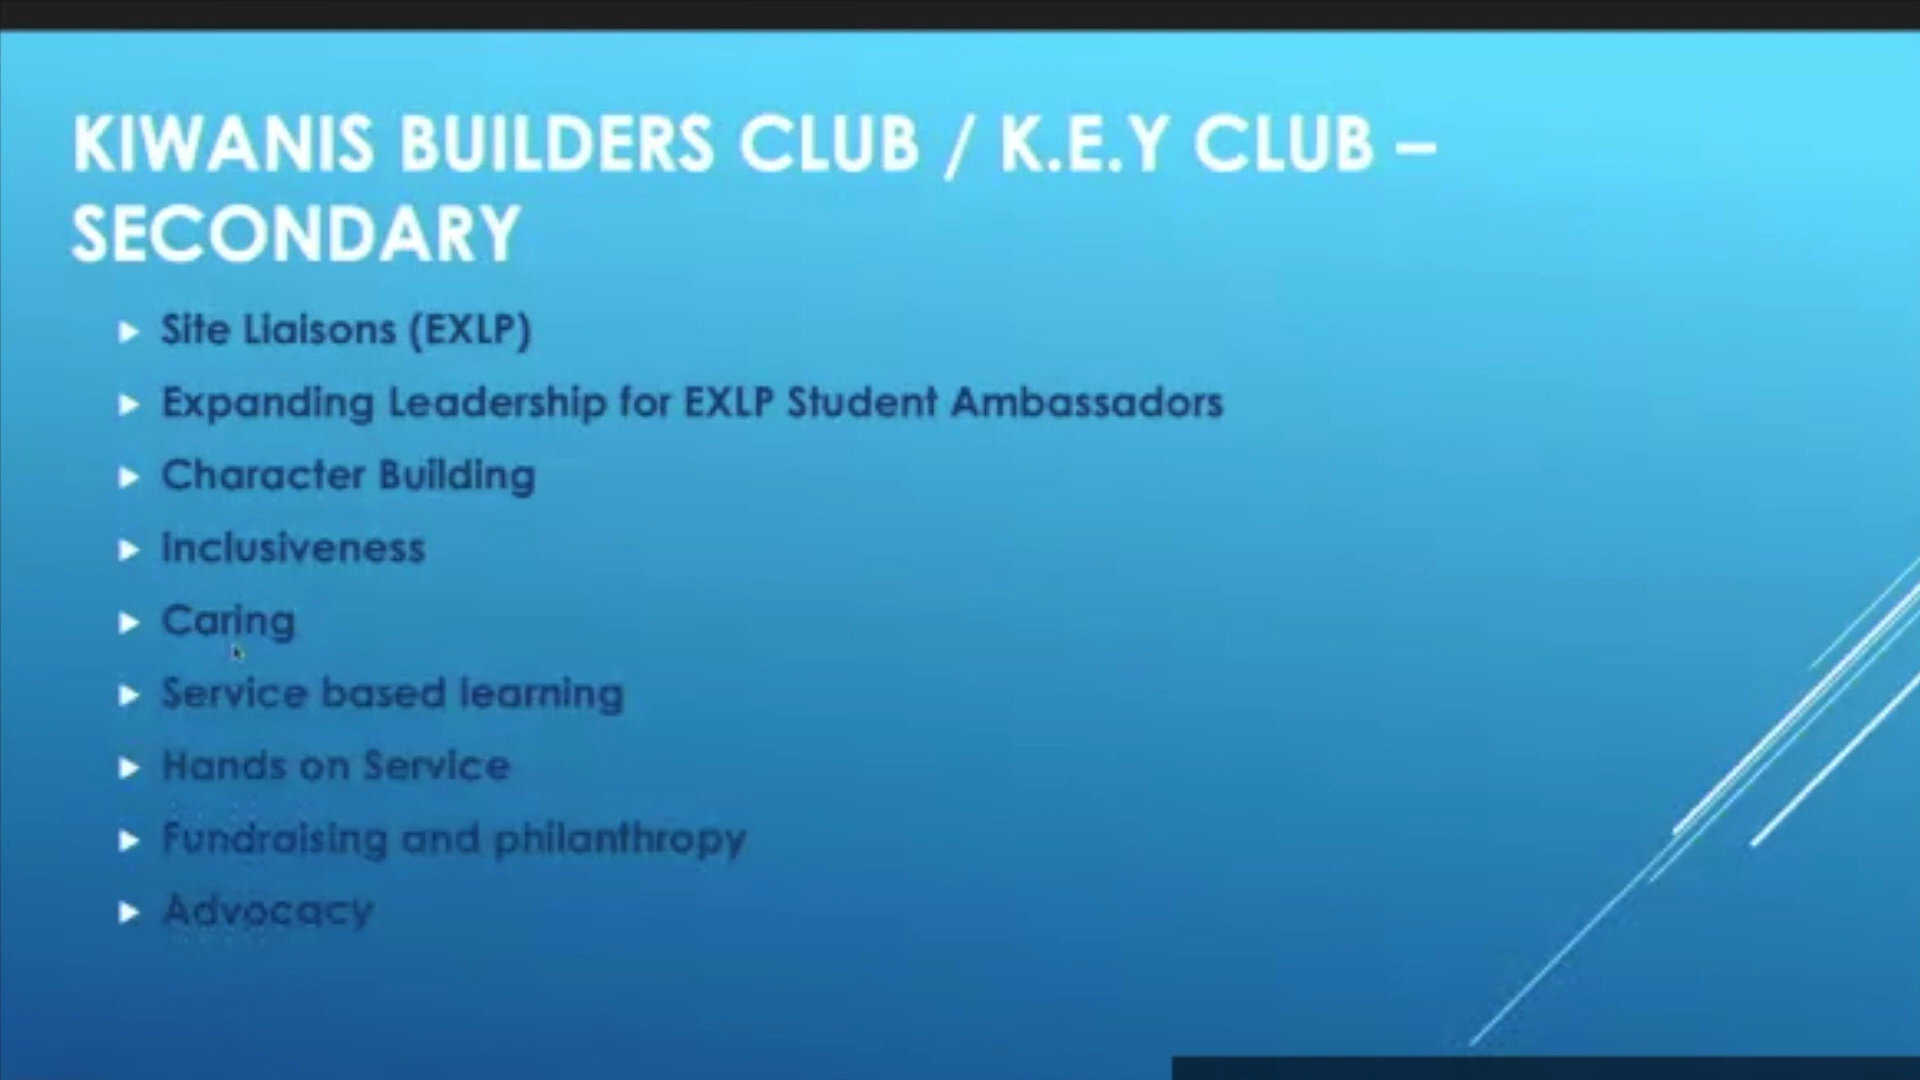 KIWANIS BUILDERS CLUB / K.E.Y CLUB –
SECONDARY
Site Liaisons (EXLP)
Expanding Leadership for EXLP Student Ambassadors
Character Building
Inclusiveness
Caring
Service based learning
Hands on Service
Fundraising and philanthropy
Advocacy